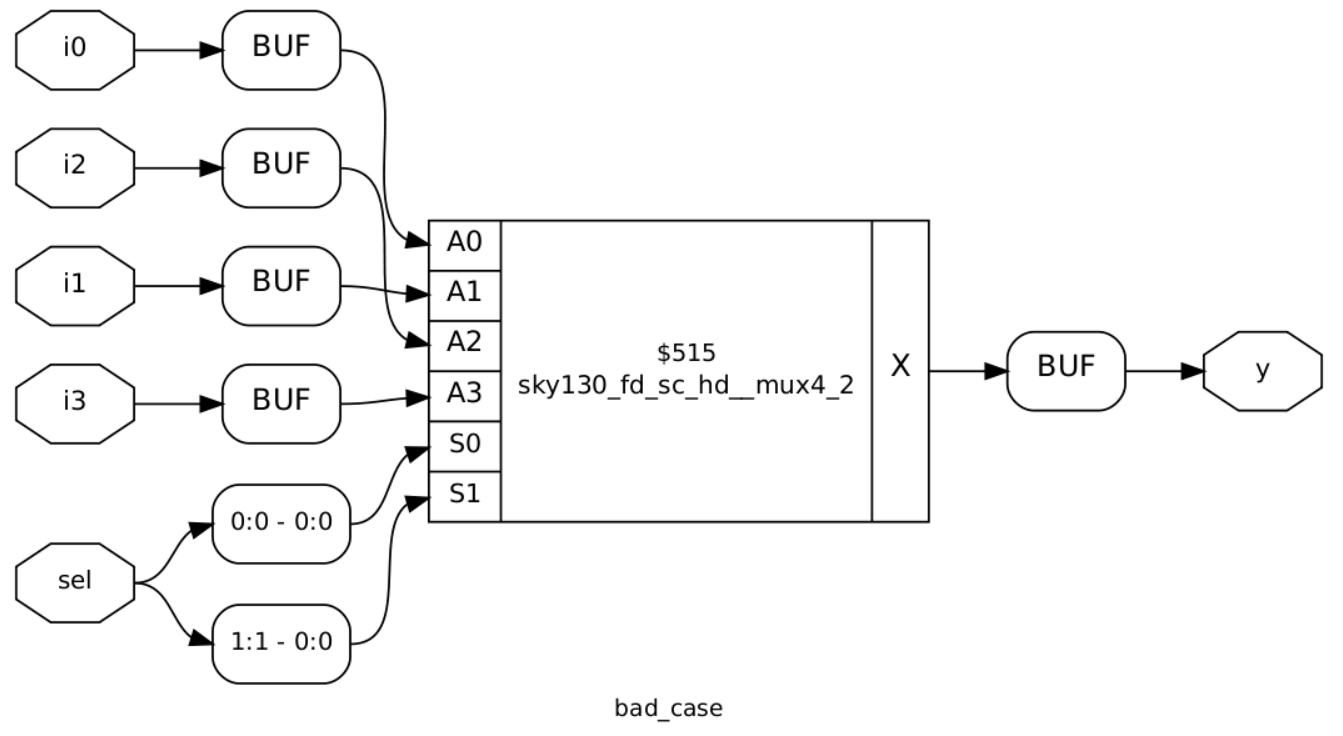 i0
BUF
i2
BUF
i1
BUF
i3
BUF
sel
0:0 - 0:0
1:1 - 0:0
A0
A1
A2
A3
S0
S1
$515
sky130_fd_sc_hd__mux4_2
X
BUF
y
bad_case